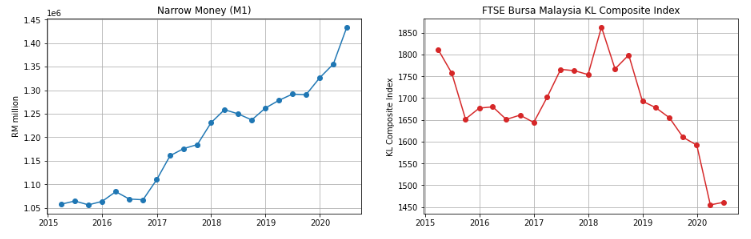 Narrow Money (M1)
1e6
1.45
1.40
1.35
1.30
1.25
1.20
1.15
1.10
1.05
RM million
2015 2016 2017 2018 2019 2020
FTSE Bursa Malaysia KL Composite Index
1850
1800
1750
1700
1650
1600
1550
1500
1450
KL Composite Index
2015 2016 2017 2018 2019 2020